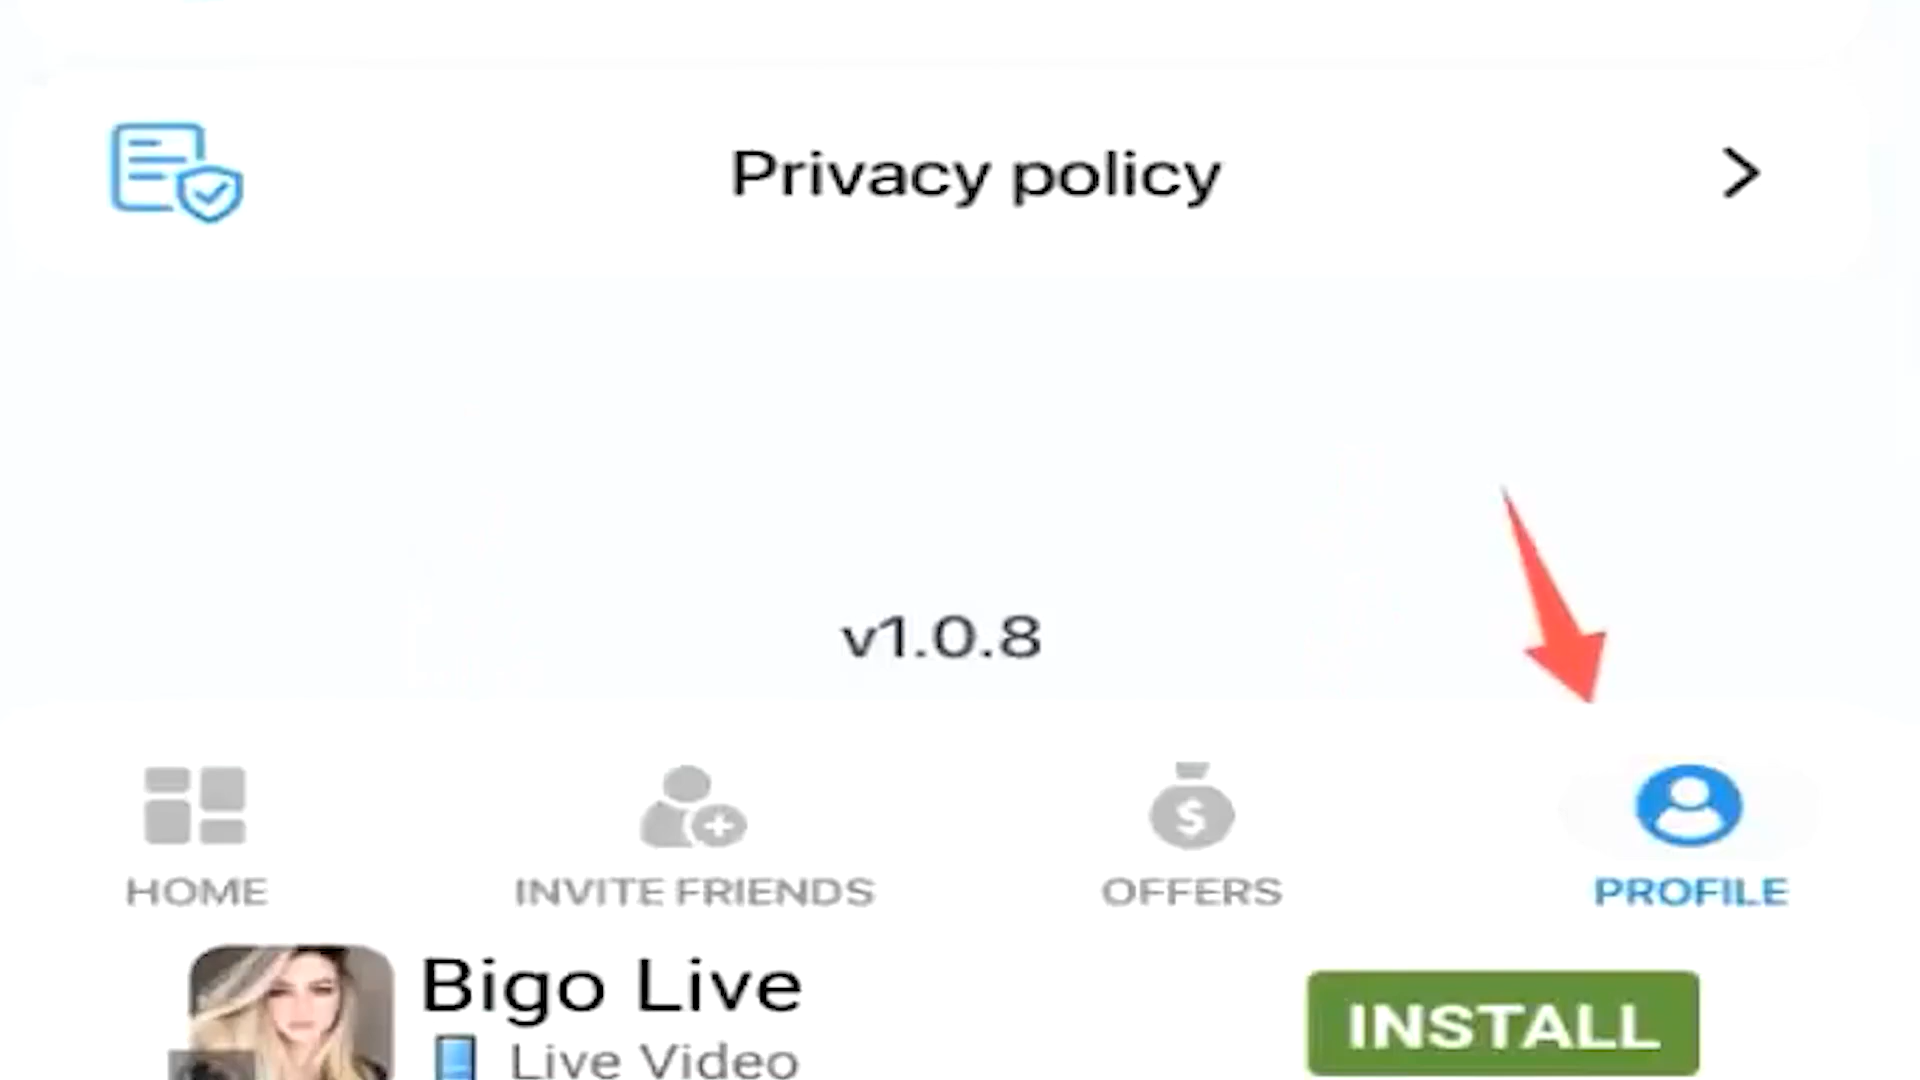 Privacy policy
v1.0.8
HOME
INVITE FRIENDS
OFFERS
PROFILE
Bigo Live
Live Video
INSTALL